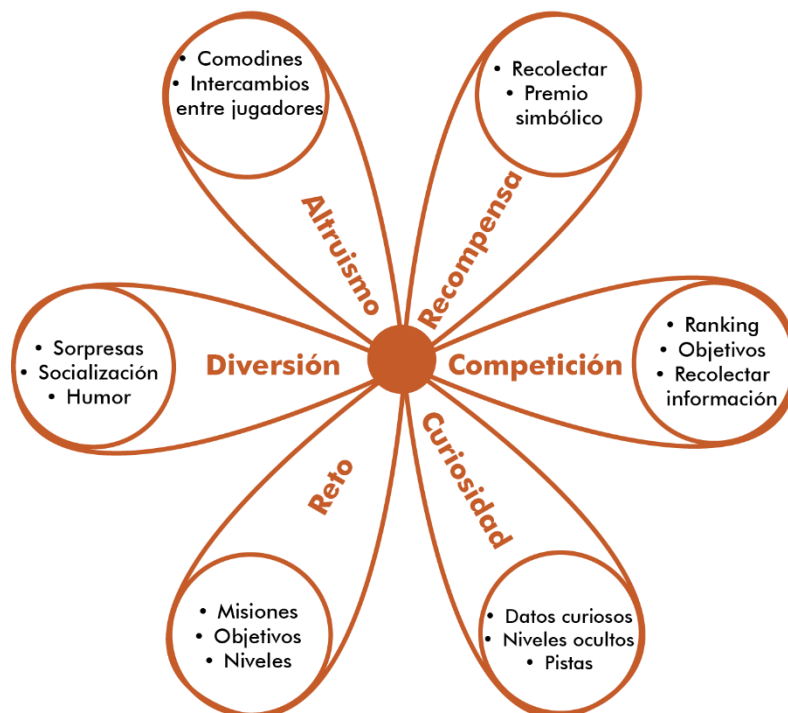 • Comodines
• Intercambios
entre jugadores
Altruismo
• Recolectar
• Premio
simbólico
Recompensa
• Sorpresas
• Socialización
• Humor
Diversión
Competición
• Ranking
• Objetivos
• Recolectar
información
Reto
• Misiones
• Objetivos
• Niveles
Curiosidad
• Datos curiosos
• Niveles ocultos
• Pistas